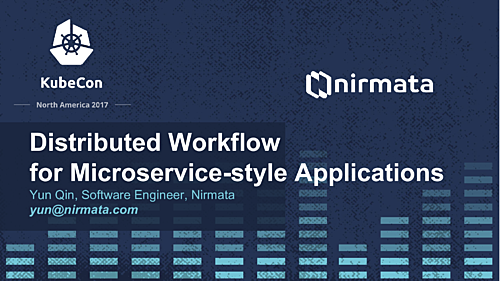 KubeCon
North America 2017
nirmata
Distributed Workflow
for Microservice-style Applications
Yun Qin, Software Engineer, Nirmata
yun@nirmata.com